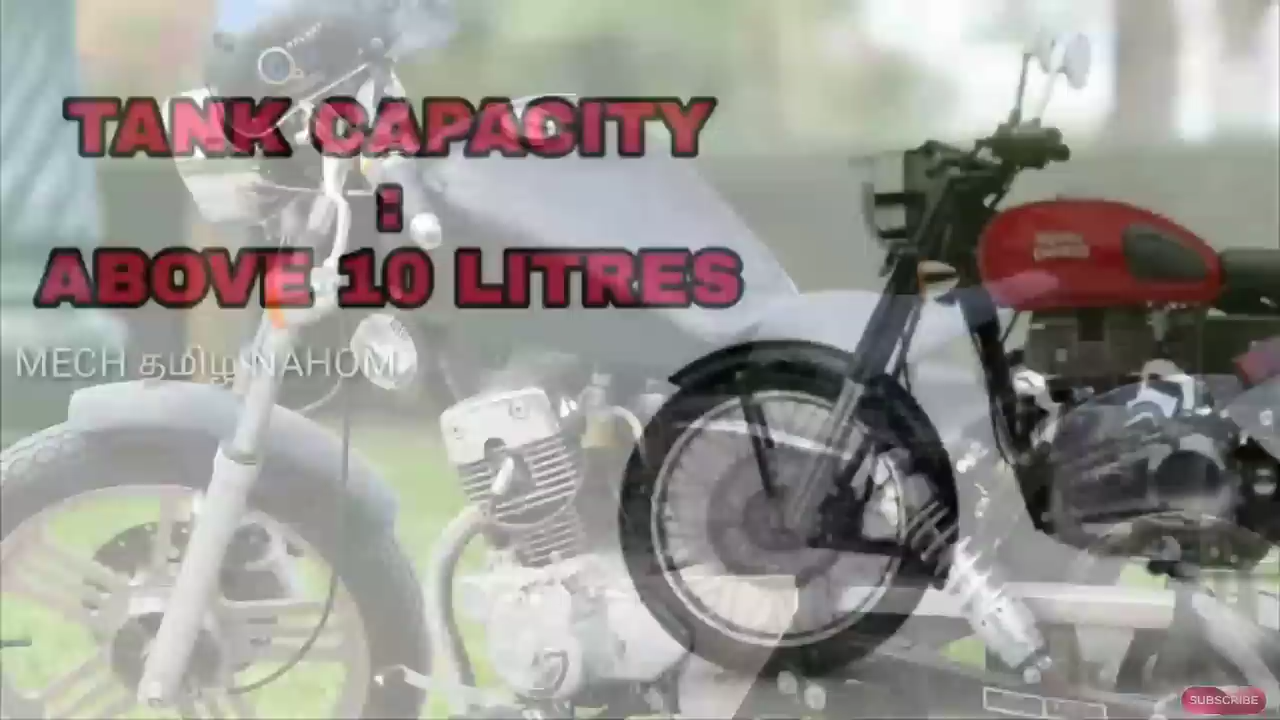 TANK CAPACITY
:
ABOVE 10 LITRES
MECH தமிழ் NAHOM
SUBSCRIBE